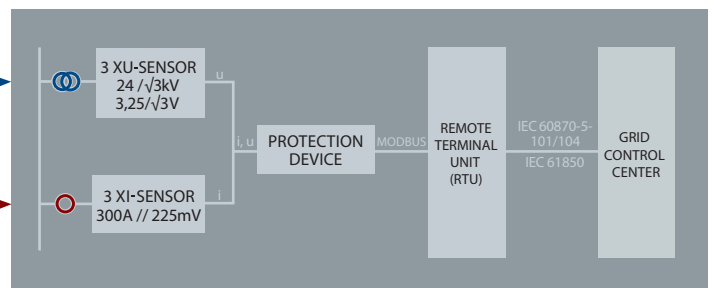 3 XU-SENSOR
24 /√3kV
3,25/√3V
u
3 XI-SENSOR
300A // 225mV
i
i, u
PROTECTION
DEVICE
MODBUS
REMOTE
TERMINAL
UNIT
(RTU)
IEC 60870-5-
101/104
IEC 61850
GRID
CONTROL
CENTER